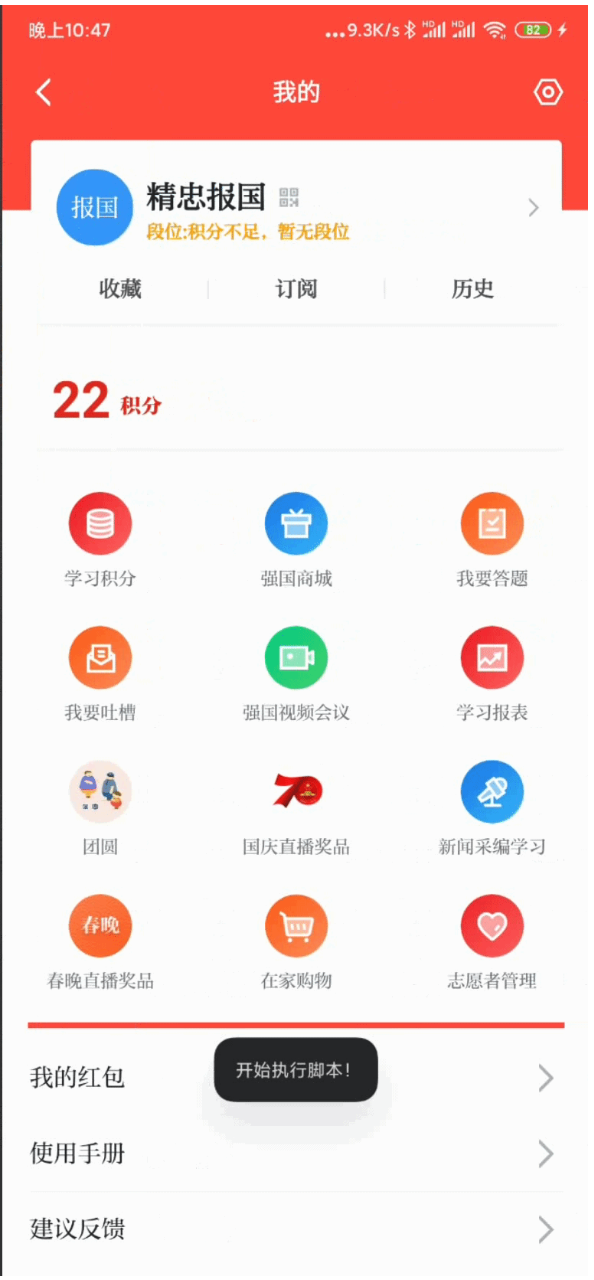 晚上10:47
...9.3K/s HD HD 82
我的
报国
精忠报国
段位:积分不足，暂无段位
收藏 订阅 历史
22 积分
学习积分 强国商城 我要答题
我要吐槽 强国视频会议 学习报表
70
团圆 国庆直播奖品 新闻采编学习
春晚
春晚直播奖品 在家购物 志愿者管理
开始执行脚本！
我的红包
使用手册
建议反馈